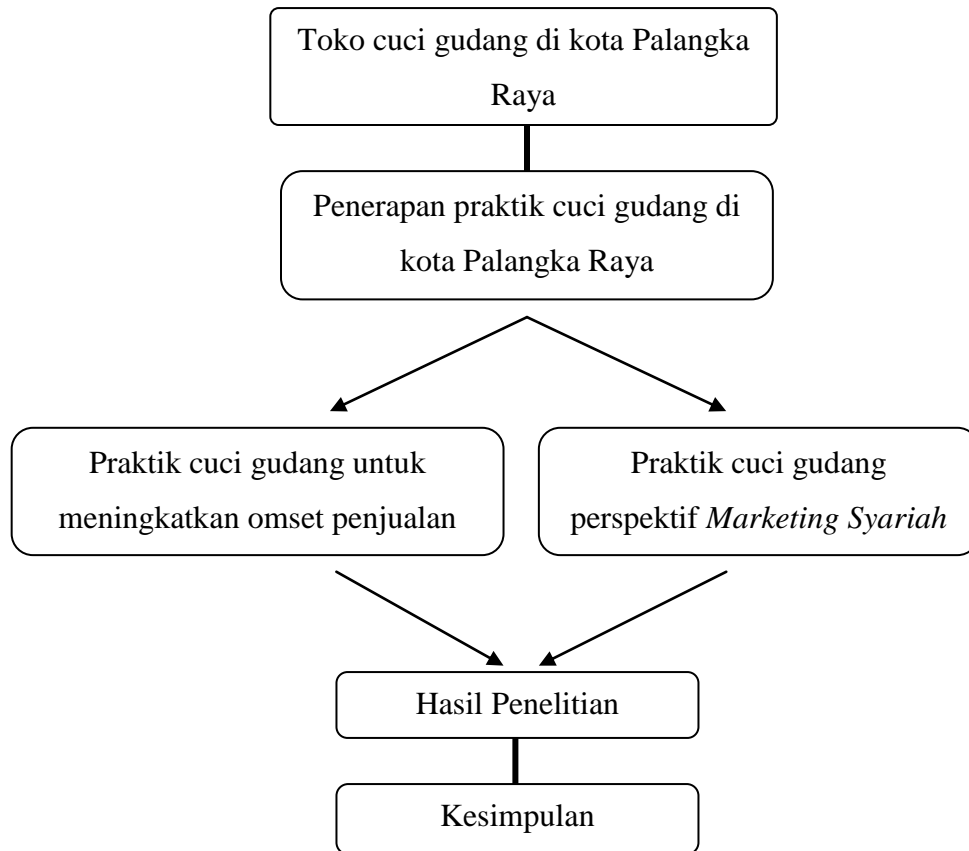 Toko cuci gudang di kota Palangka
Raya
Penerapan praktik cuci gudang di
kota Palangka Raya
Praktik cuci gudang untuk
meningkatkan omset penjualan
Praktik cuci gudang
perspektif Marketing Syariah
Hasil Penelitian
Kesimpulan